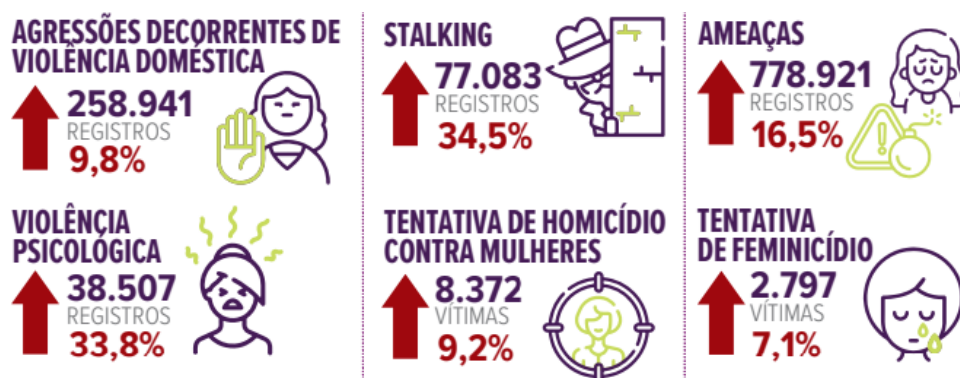 AGRESSÕES DECORRENTES DE
VIOLÊNCIA DOMÉSTICA
258.941
REGISTROS
9,8%
STALKING
77.083
REGISTROS
34,5%
AMEAÇAS
778.921
REGISTROS
16,5%
VIOLÊNCIA
PSICOLÓGICA
38.507
REGISTROS
33,8%
TENTATIVA DE HOMICÍDIO
CONTRA MULHERES
8.372
VÍTIMAS
9,2%
TENTATIVA
DE FEMINICÍDIO
2.797
VÍTIMAS
7,1%